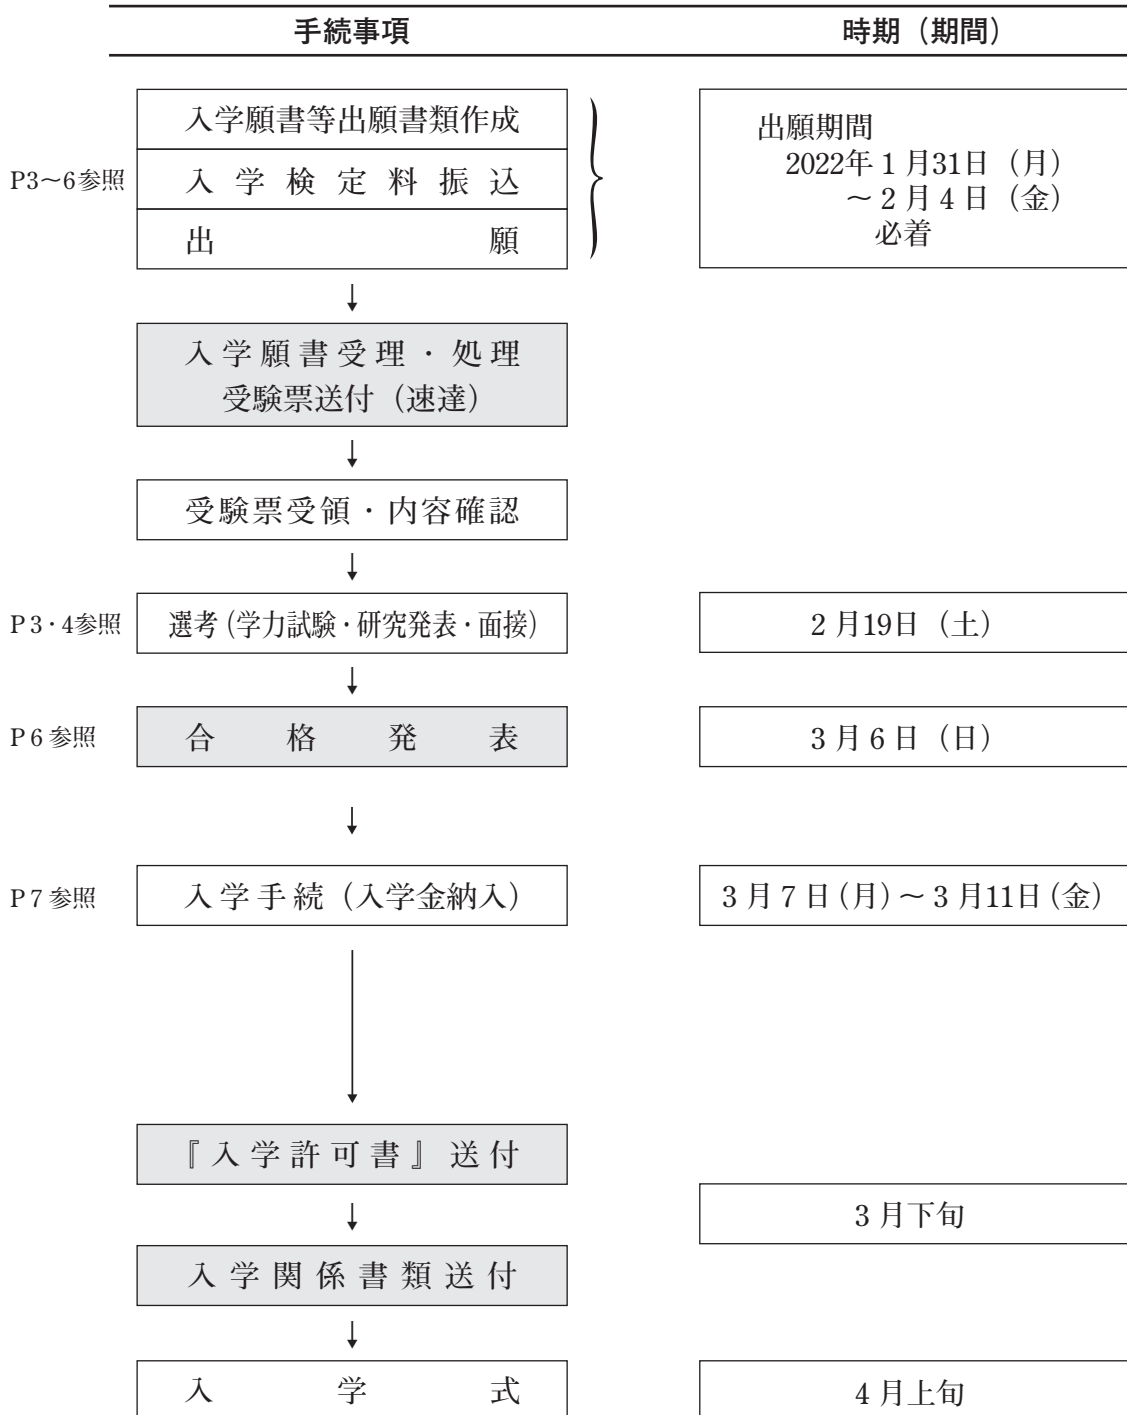 手続事項 時期（期間）
入学願書等出願書類作成
P3～6参照 入学検定料振込
出願
出願期間
2022年1月31日（月）
～2月4日（金）
必着
↓
入学願書受理・処理
受験票送付（速達）
↓
受験票受領・内容確認
↓
P3・4参照 選考（学力試験・研究発表・面接） 2月19日（土）
↓
P6参照 合格発表 3月6日（日）
↓
P7参照 入学手続（入学金納入） 3月7日（月）～3月11日（金）
↓
『入学許可書』送付
↓
3月下旬
入学関係書類送付
↓
入学式 4月上旬